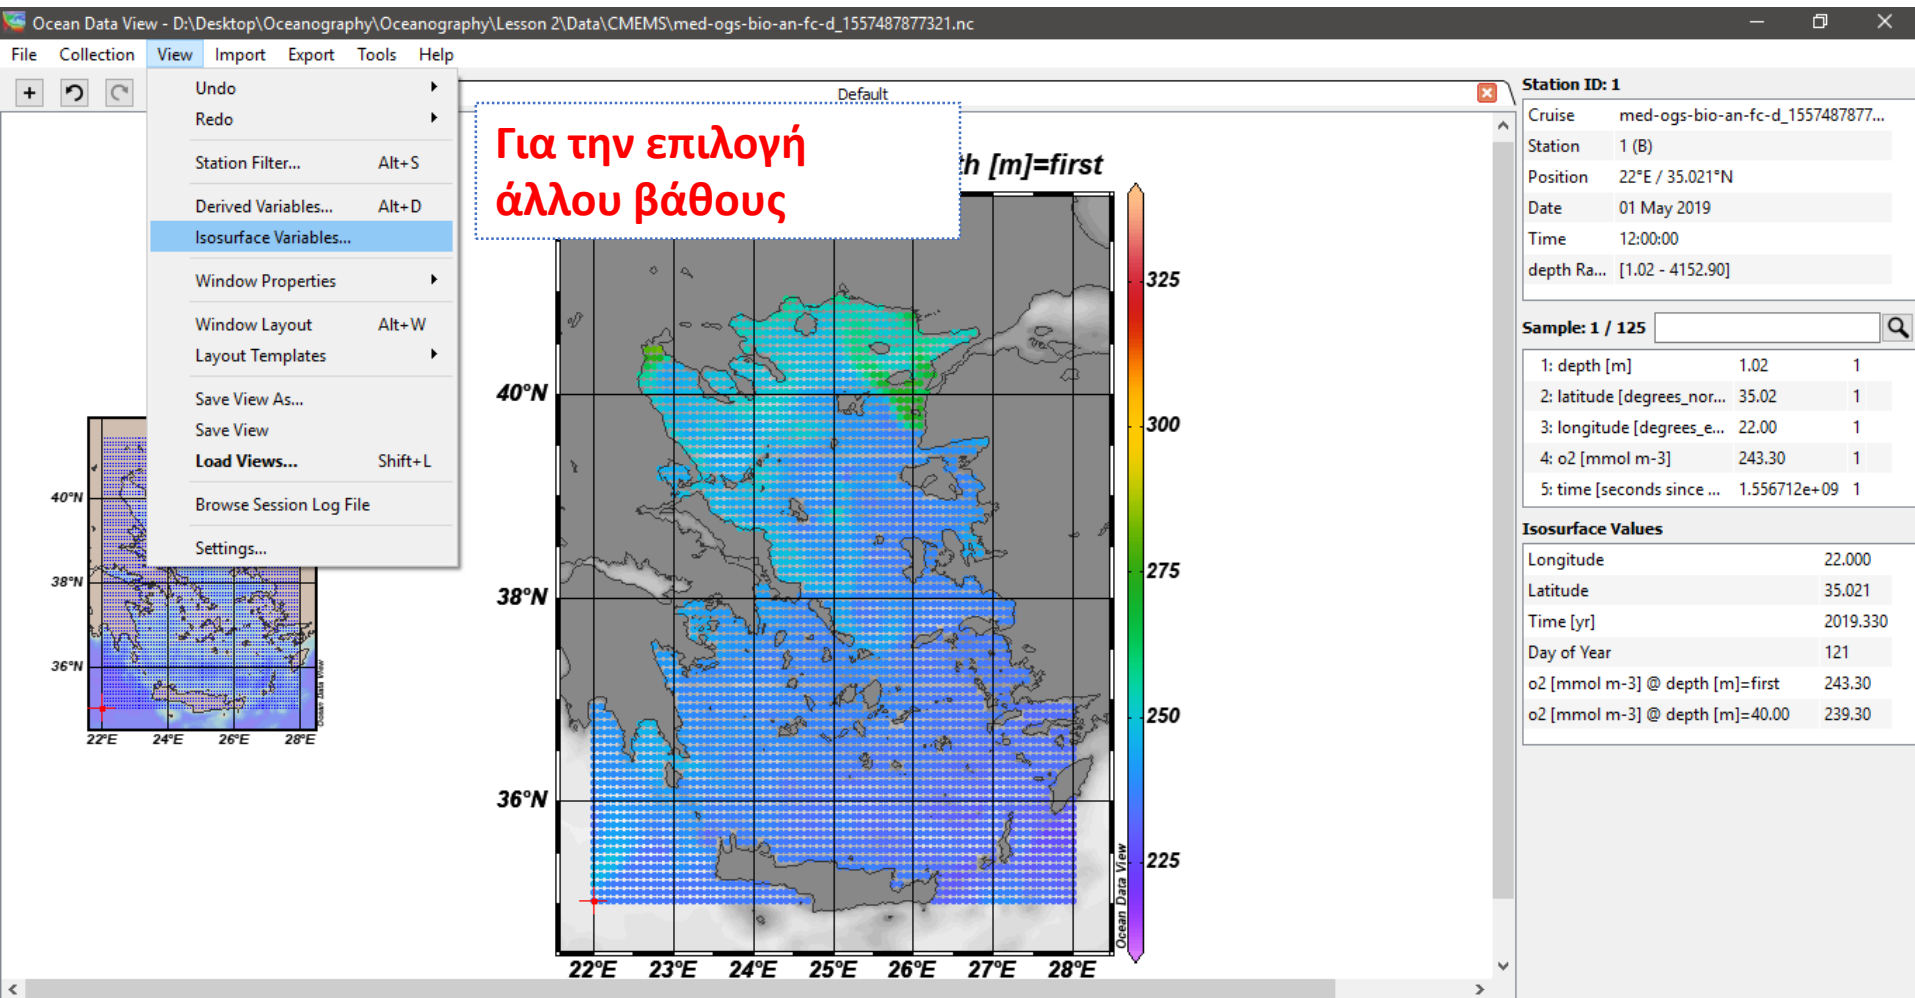 Ocean Data View - D:\Desktop\Oceanography\Oceanography\Lesson 2\Data\CMEMS\med-ogs-bio-an-fc-d_1557487877321.nc
File Collection View Import Export Tools Help
Default
Undo
Redo
Station Filter... Alt+S
Derived Variables... Alt+D
Isosurface Variables...
Window Properties
Window Layout Alt+W
Layout Templates
Save View As...
Save View
Load Views... Shift+L
Browse Session Log File
Settings...
Για την επιλογή
άλλου βάθους
th [m]=first
40°N
38°N
36°N
22°E 24°E 26°E 28°E
Ocean Data View
40°N
38°N
36°N
22°E 23°E 24°E 25°E 26°E 27°E 28°E
325
300
275
250
225
Ocean Data View
Station ID: 1
Cruise med-ogs-bio-an-fc-d_1557487877...
Station 1 (B)
Position 22°E / 35.021°N
Date 01 May 2019
Time 12:00:00
depth Ra... [1.02 - 4152.90]
Sample: 1 / 125
1: depth [m] 1.02 1
2: latitude [degrees_nor... 35.02 1
3: longitude [degrees_e... 22.00 1
4: o2 [mmol m-3] 243.30 1
5: time [seconds since ... 1.556712e+09 1
Isosurface Values
Longitude 22.000
Latitude 35.021
Time [yr] 2019.330
Day of Year 121
o2 [mmol m-3] @ depth [m]=first 243.30
o2 [mmol m-3] @ depth [m]=40.00 239.30